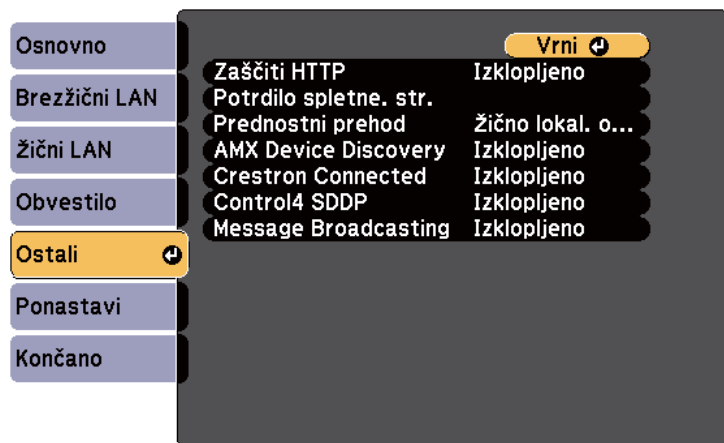 Osnovno
Brezžični LAN
Žični LAN
Obvestilo
Ostali
Ponastavi
Končano
Vrni
Zaščiti HTTP Izklopljeno
Potrdilo spletne. str.
Prednostni prehod Žično lokal. o...
AMX Device Discovery Izklopljeno
Crestron Connected Izklopljeno
Control4 SDDP Izklopljeno
Message Broadcasting Izklopljeno